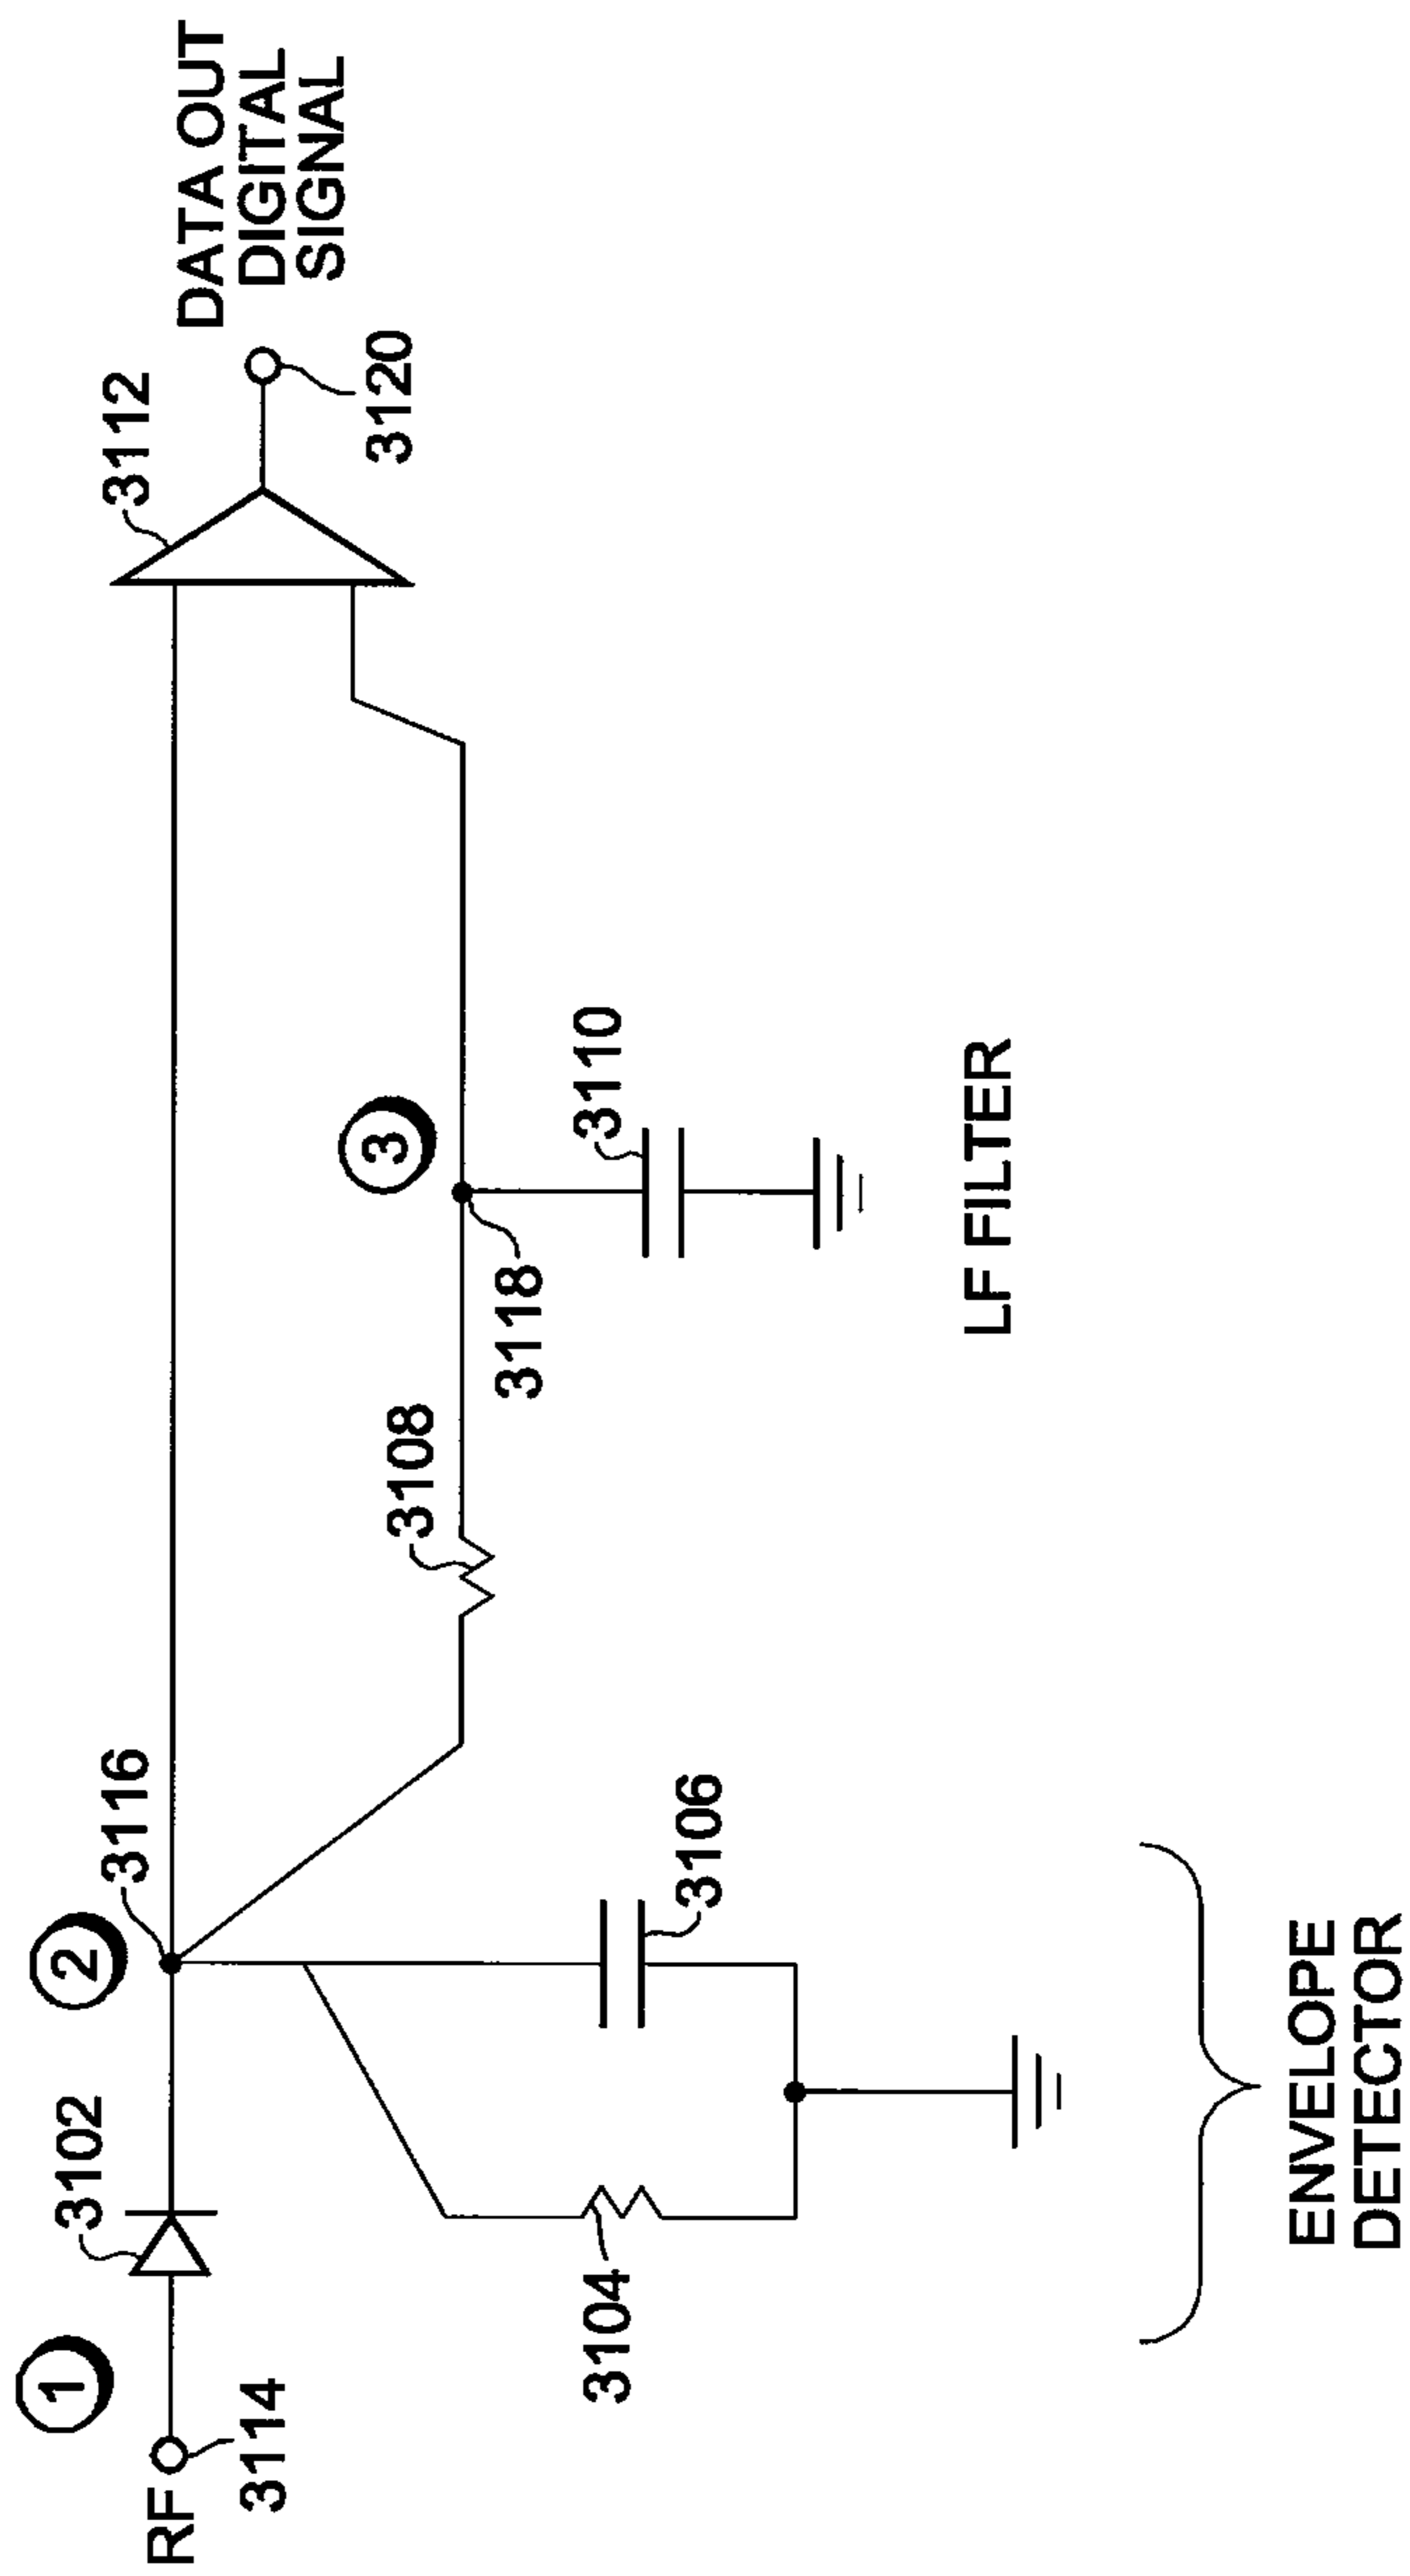 RF
3114
1
3102
2
3116
3104
3106
ENVELOPE
DETECTOR
3108
3118
3
3110
LF FILTER
3112
3120
DATA OUT
DIGITAL
SIGNAL